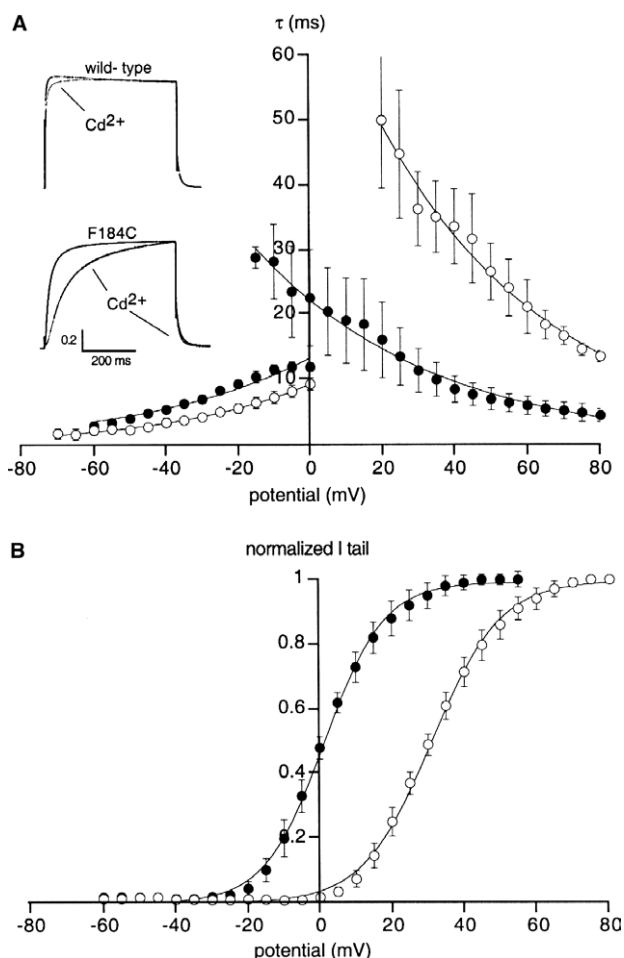 A
τ (ms)
60
wild- type
Cd2+
50
40
F184C
30
Cd2+
20
0.2
200 ms
10
-80 -60 -40 -20 0 20 40 60 80
potential (mV)
B
normalized I tail
1
0.8
0.6
0.4
0.2
-80 -60 -40 -20 0 20 40 60 80
potential (mV)